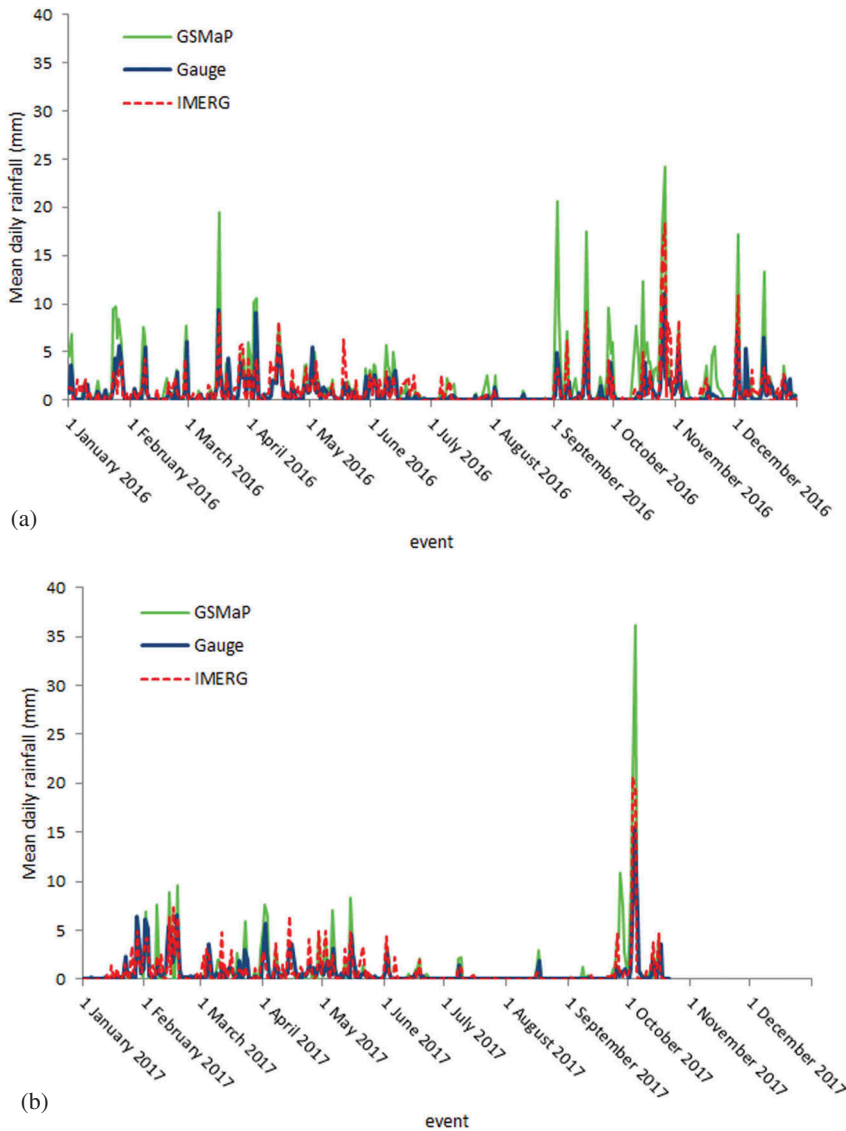 40
35
30
25
20
15
10
5
0
Mean daily rainfall (mm)
GSMaP
Gauge
IMERG
1 January 2016
1 February 2016
1 March 2016
1 April 2016
1 May 2016
1 June 2016
1 July 2016
1 August 2016
1 September 2016
1 October 2016
1 November 2016
1 December 2016
(a)
event
40
35
30
25
20
15
10
5
0
Mean daily rainfall (mm)
GSMaP
Gauge
IMERG
1 January 2017
1 February 2017
1 March 2017
1 April 2017
1 May 2017
1 June 2017
1 July 2017
1 August 2017
1 September 2017
1 October 2017
1 November 2017
1 December 2017
(b)
event